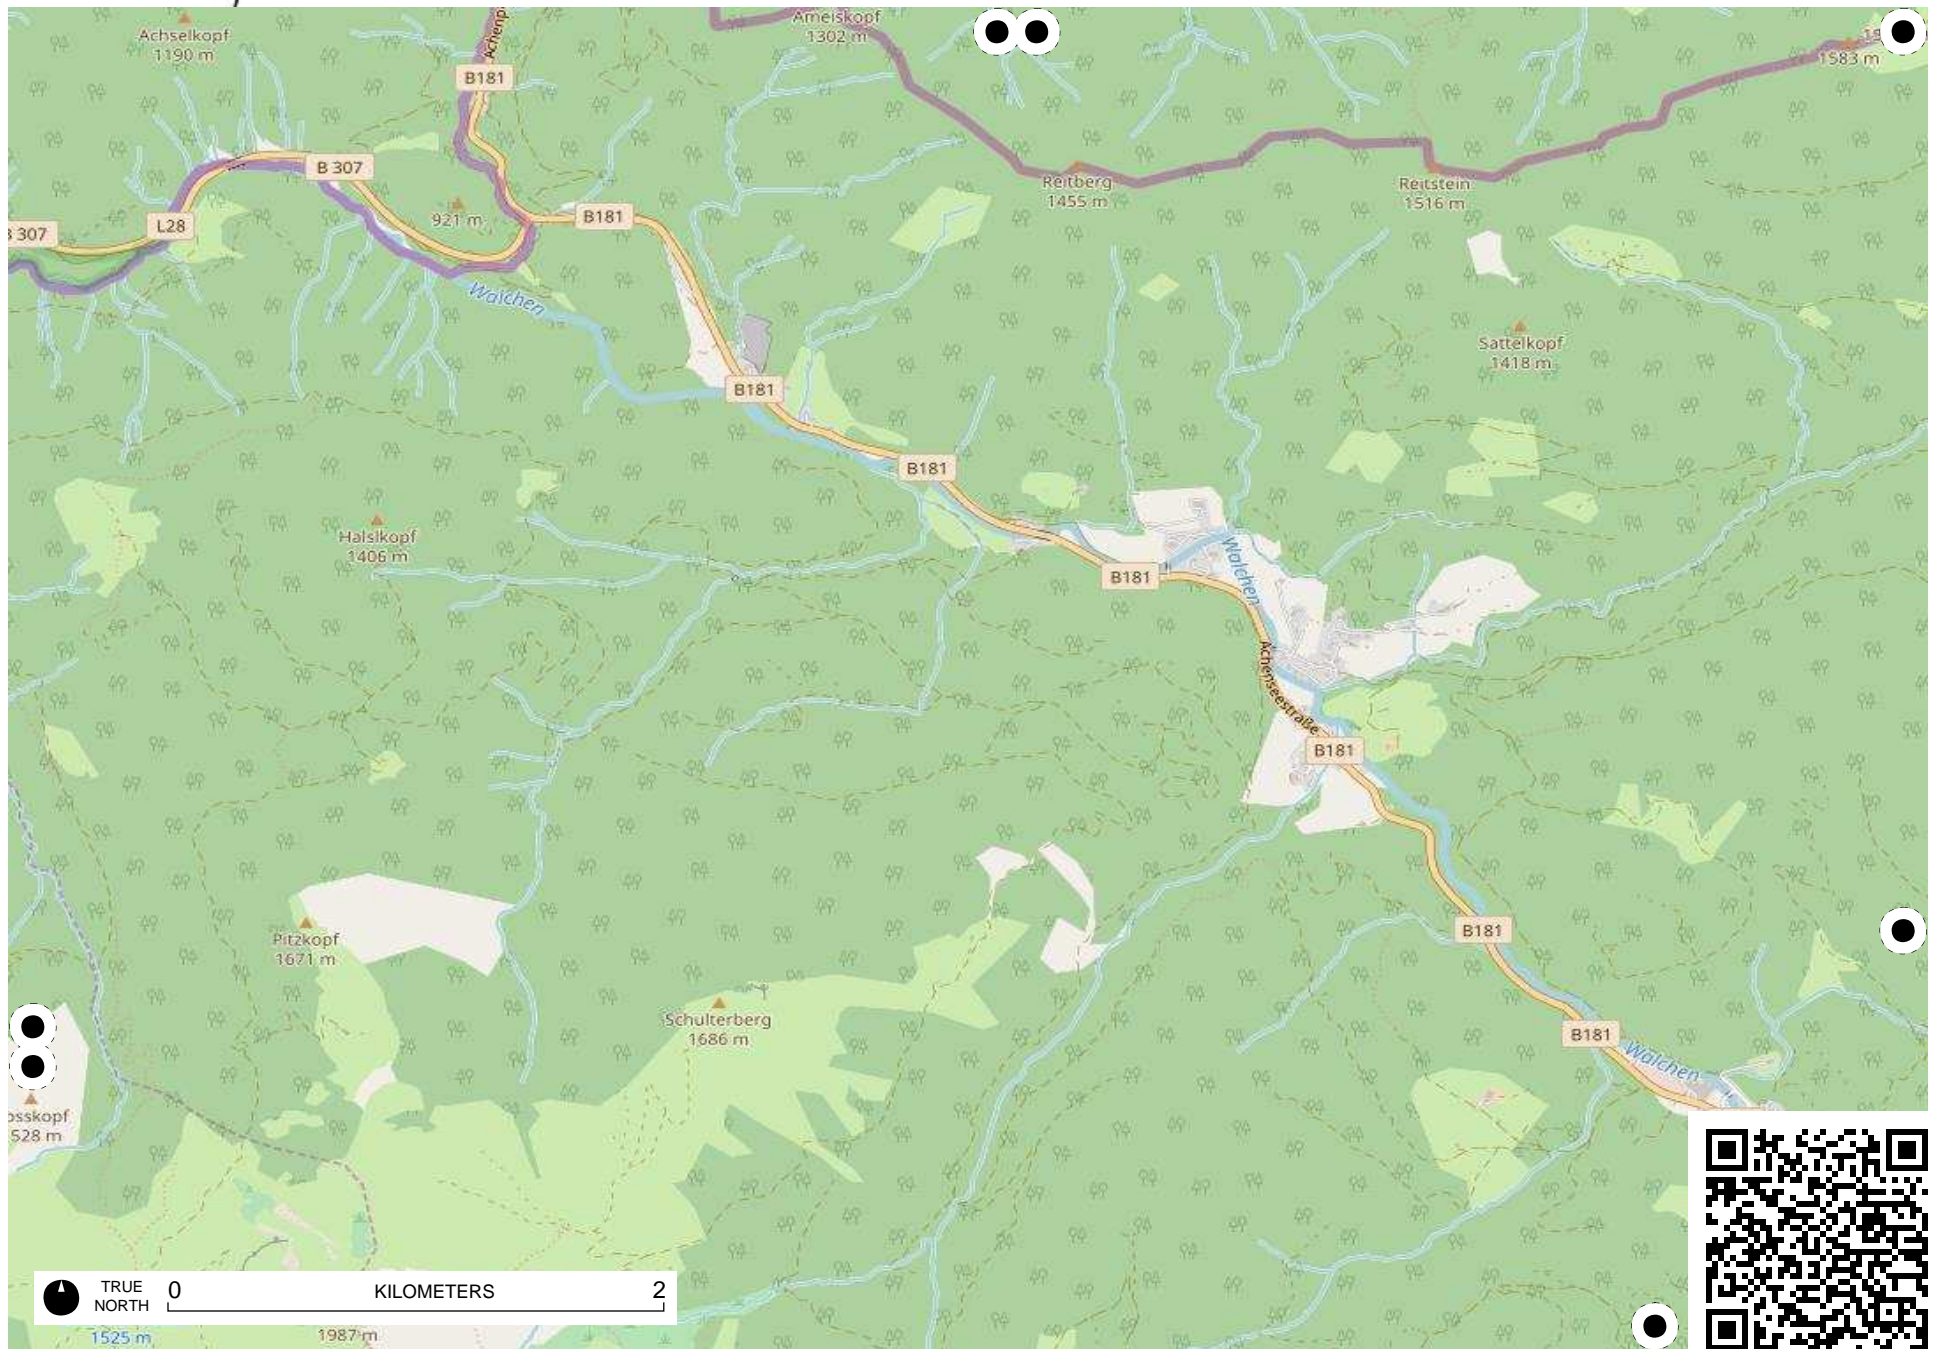 Achselkopf
1190 m
Amelskopf
1302 m
B181
1583 m
B 307
Reitberg
1455 m
Reitstein
1516 m
921 m
B181
L28
B 307
Walchen
Sattelkopf
1418 m
B181
B181
Halslkopf
1406 m
Walchen
B181
Achenseestraße
B181
Pitzkopf
1671 m
B181
Schulterberg
1686 m
B181
Walchen
osskopf
528 m
TRUE
NORTH
0 KILOMETERS 2
1525 m
1987 m